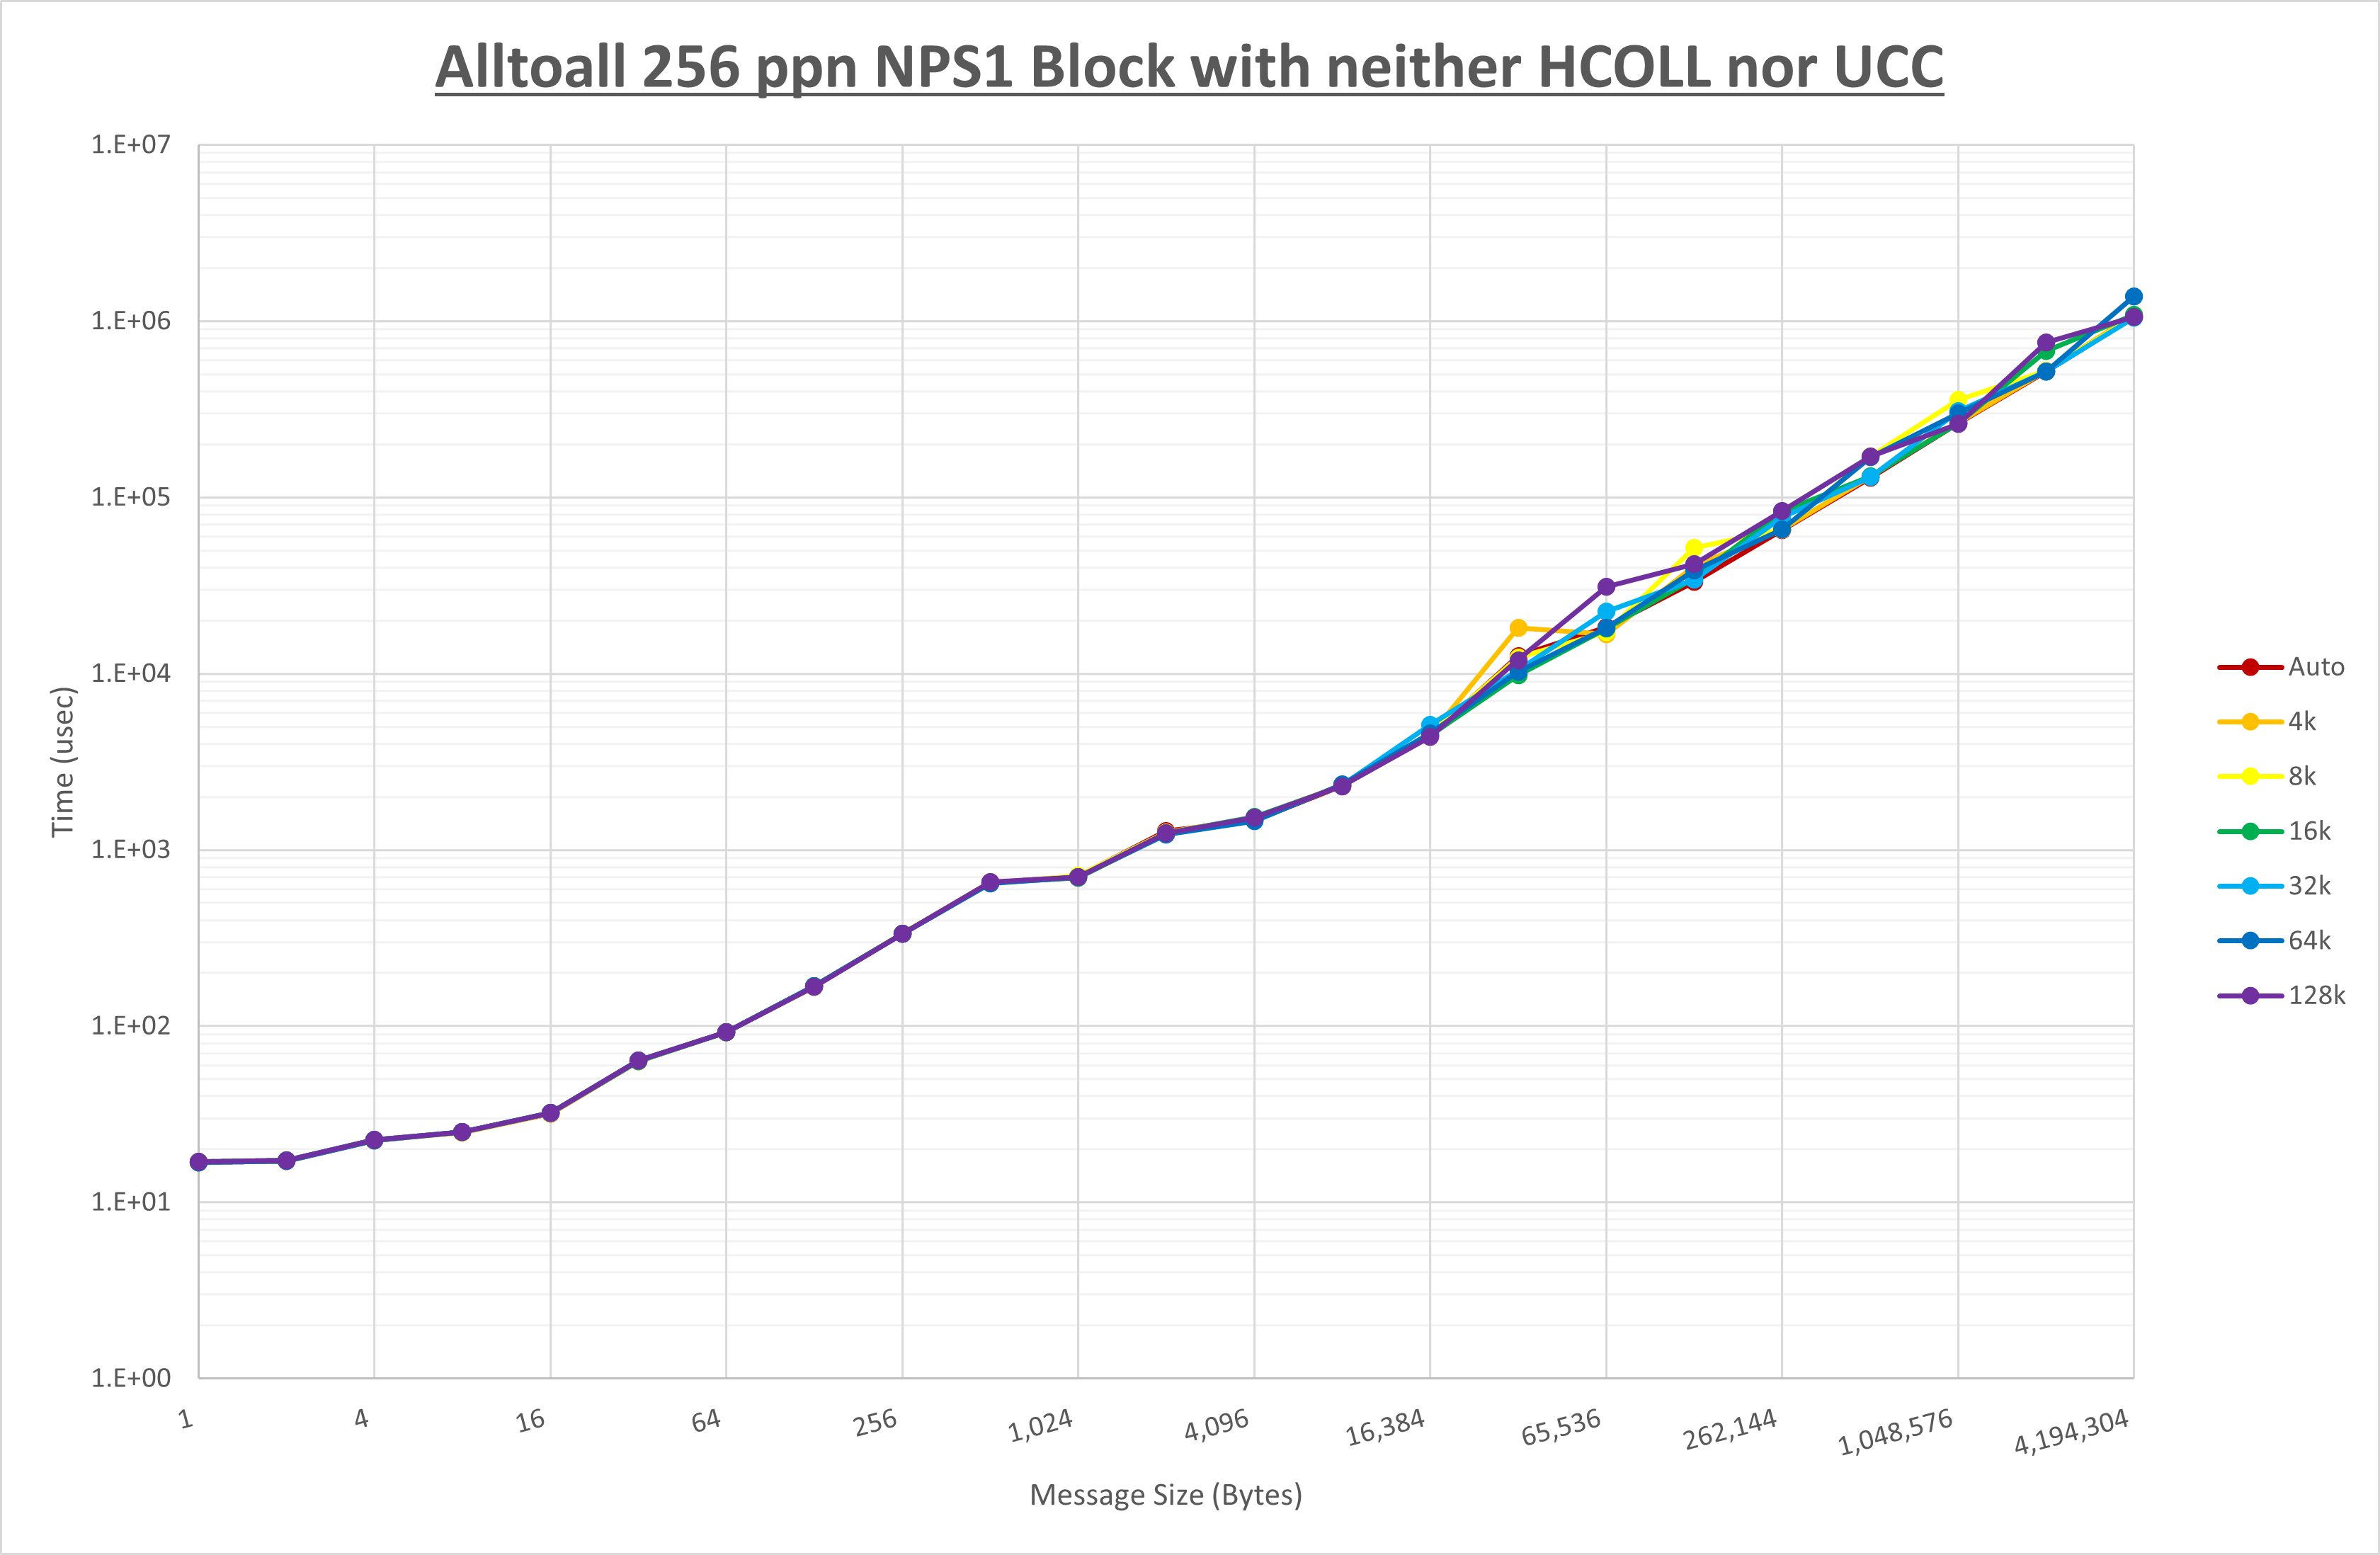 Alltoall 256 ppn NPS1 Block with neither HCOLL nor UCC
1.E+07
1.E+06
1.E+05
1.E+04
1.E+03
1.E+02
1.E+01
1.E+00
Time (usec)
1
4
16
64
256
1,024
4,096
16,384
65,536
262,144
1,048,576
4,194,304
Message Size (Bytes)
Auto
4k
8k
16k
32k
64k
128k